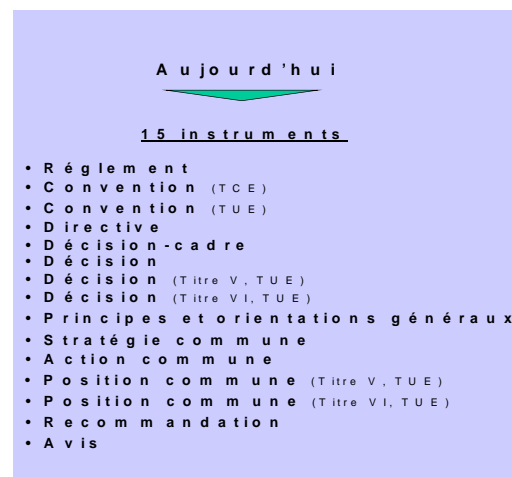 Aujourd'hui
15 instruments
• Réglement
• Convention (TCE)
• Convention (TUE)
• Directive
• Décision-cadre
• Décision
• Décision (Titre V, TUE)
• Décision (Titre VI, TUE)
• Principes et orientations généraux
• Stratégie commune
• Action commune
• Position commune (Titre V, TUE)
• Position commune (Titre VI, TUE)
• Recommandation
• Avis